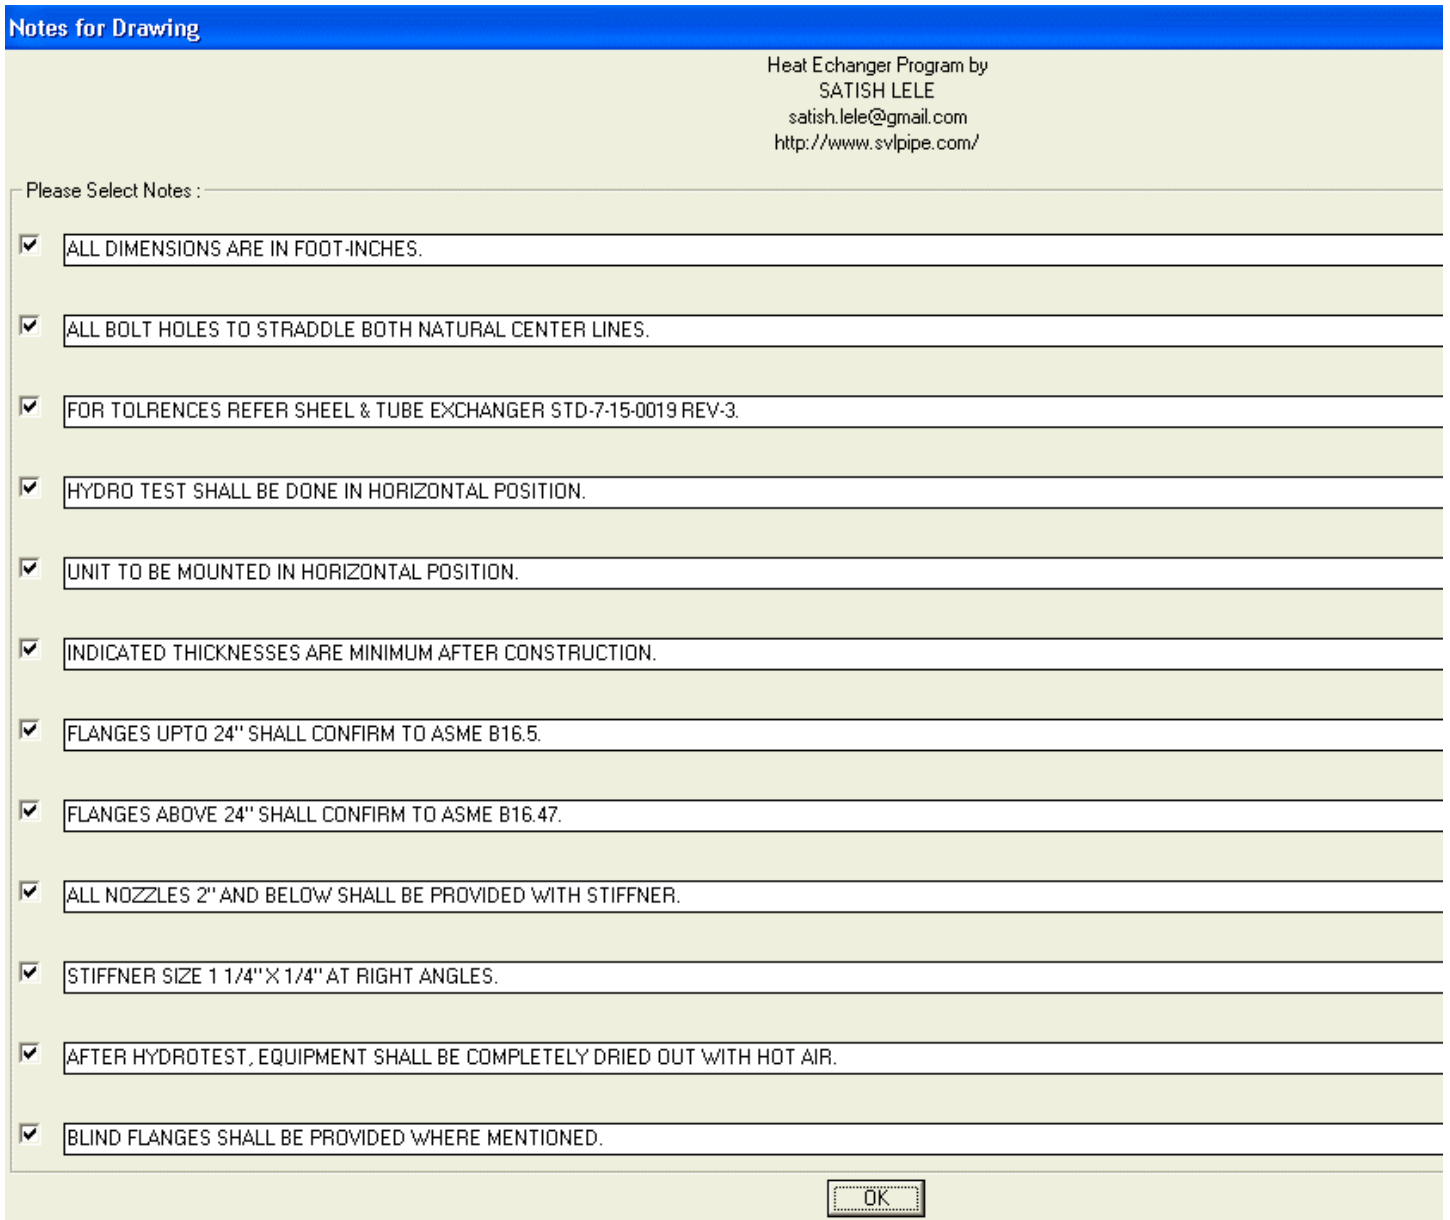 Notes for Drawing
Heat Echanger Program by
SATISH LELE
satish.lele@gmail.com
http://www.svlpipe.com/
Please Select Notes :
ALL DIMENSIONS ARE IN FOOT-INCHES.
ALL BOLT HOLES TO STRADDLE BOTH NATURAL CENTER LINES.
FOR TOLRENCES REFER SHEEL & TUBE EXCHANGER STD-7-15-0019 REV-3.
HYDRO TEST SHALL BE DONE IN HORIZONTAL POSITION.
UNIT TO BE MOUNTED IN HORIZONTAL POSITION.
INDICATED THICKNESSES ARE MINIMUM AFTER CONSTRUCTION.
FLANGES UPTO 24" SHALL CONFIRM TO ASME B16.5.
FLANGES ABOVE 24" SHALL CONFIRM TO ASME B16.47.
ALL NOZZLES 2" AND BELOW SHALL BE PROVIDED WITH STIFFNER.
STIFFNER SIZE 1 1/4" X 1/4" AT RIGHT ANGLES.
AFTER HYDROTEST, EQUIPMENT SHALL BE COMPLETELY DRIED OUT WITH HOT AIR.
BLIND FLANGES SHALL BE PROVIDED WHERE MENTIONED.
OK